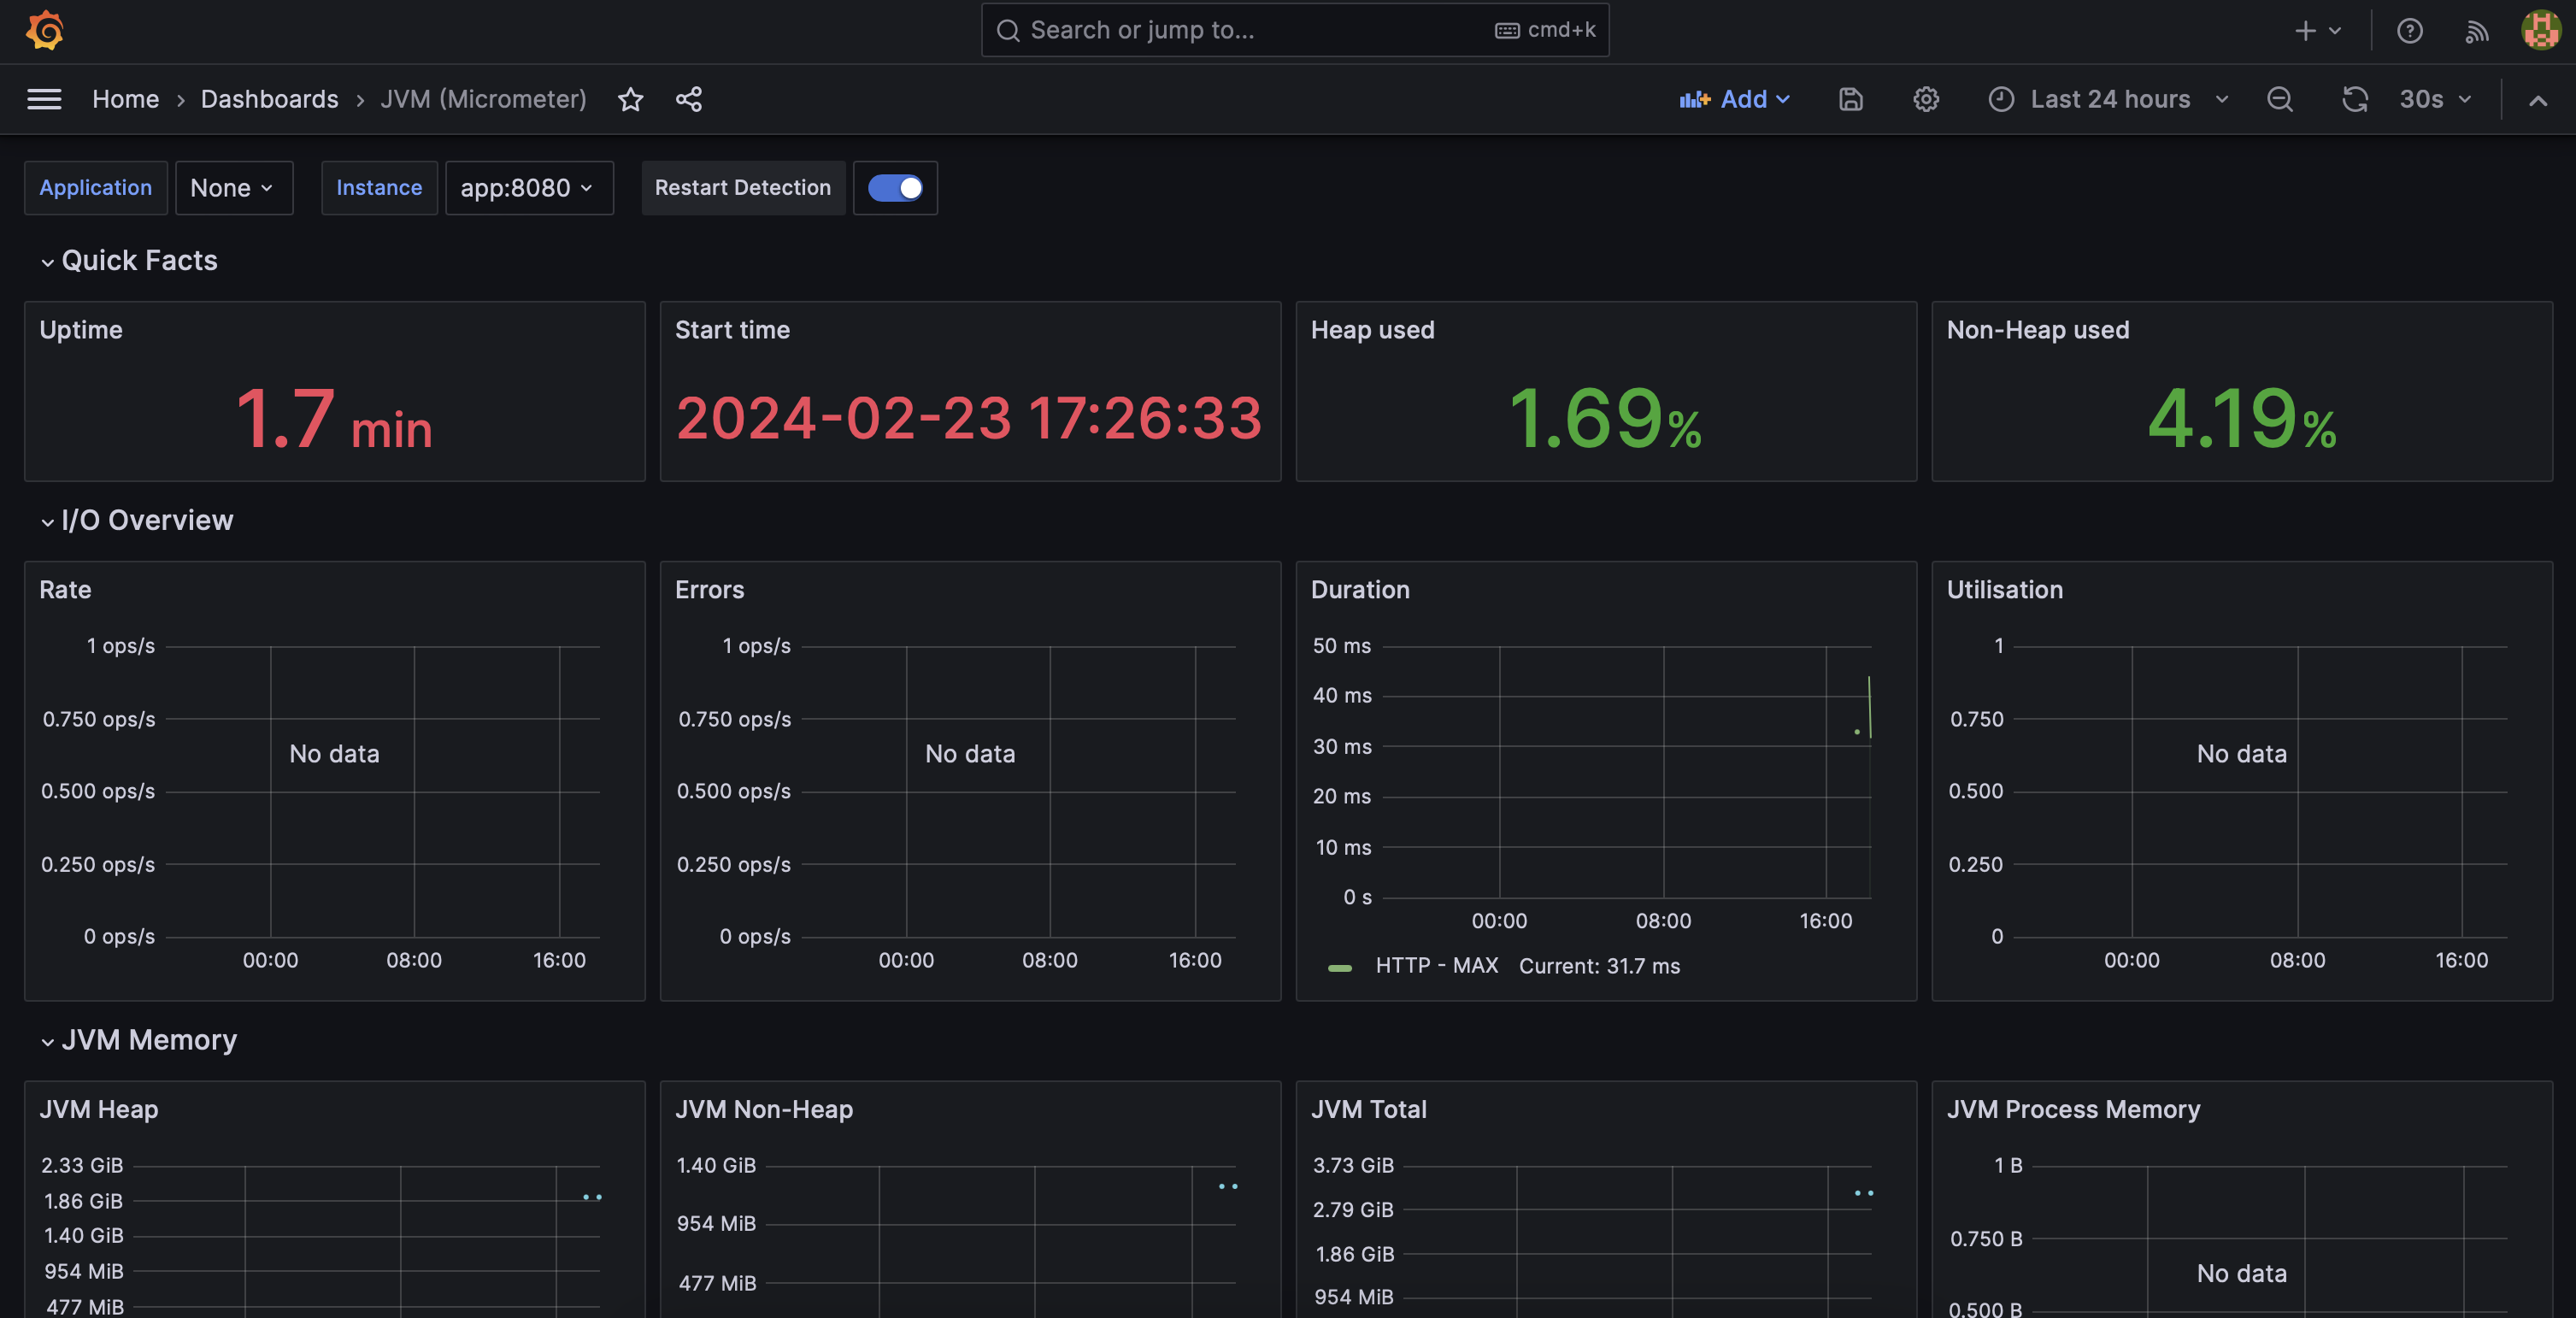 Search or jump to... cmd+k
Home › Dashboards › JVM (Micrometer) Add Last 24 hours 30s
Application None Instance app:8080 Restart Detection
Quick Facts
Uptime
1.7 min
Start time
2024-02-23 17:26:33
Heap used
1.69%
Non-Heap used
4.19%
I/O Overview
Rate
1 ops/s
0.750 ops/s
No data
0.500 ops/s
0.250 ops/s
0 ops/s
00:00 08:00 16:00
Errors
1 ops/s
0.750 ops/s
No data
0.500 ops/s
0.250 ops/s
0 ops/s
00:00 08:00 16:00
Duration
50 ms
40 ms
30 ms
20 ms
10 ms
0 s
00:00 08:00 16:00
HTTP - MAX Current: 31.7 ms
Utilisation
1
0.750
No data
0.500
0.250
0
00:00 08:00 16:00
JVM Memory
JVM Heap
2.33 GiB
1.86 GiB
1.40 GiB
954 MiB
477 MiB
JVM Non-Heap
1.40 GiB
954 MiB
477 MiB
JVM Total
3.73 GiB
2.79 GiB
1.86 GiB
954 MiB
JVM Process Memory
1 B
0.750 B
No data
0.500 B